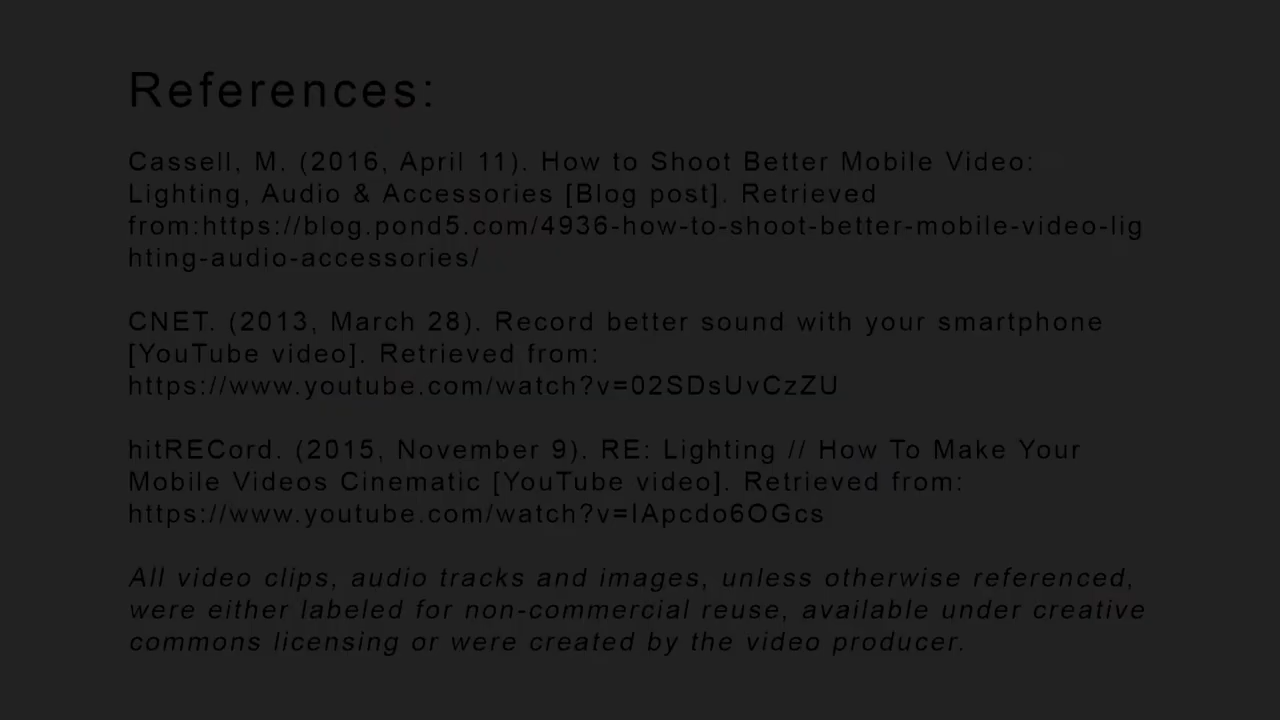 References:
Cassell, M. (2016, April 11). How to Shoot Better Mobile Video:
Lighting, Audio & Accessories [Blog post]. Retrieved
from:https://blog.pond5.com/4936-how-to-shoot-better-mobile-video-lig
hting-audio-accessories/
CNET. (2013, March 28). Record better sound with your smartphone
[YouTube video]. Retrieved from:
https://www.youtube.com/watch?v=02SDsUvCzZU
hitRECord. (2015, November 9). RE: Lighting // How To Make Your
Mobile Videos Cinematic [YouTube video]. Retrieved from:
https://www.youtube.com/watch?v=lApcdo6OGcs
All video clips, audio tracks and images, unless otherwise referenced,
were either labeled for non-commercial reuse, available under creative
commons licensing or were created by the video producer.